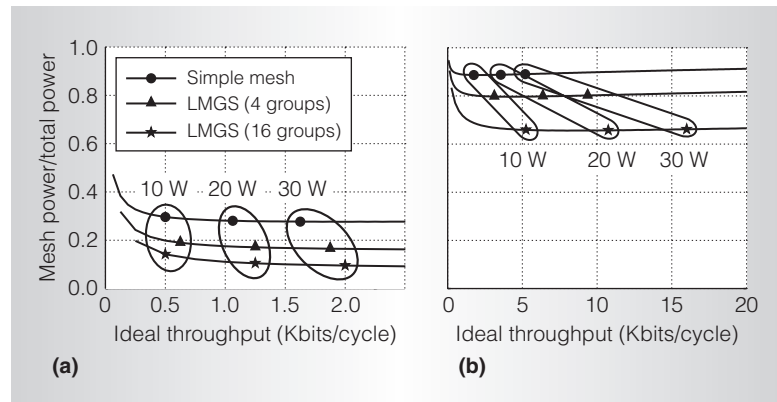 1.0
0.8
0.6
0.4
0.2
0.0
Mesh power/total power
Simple mesh
LMGS (4 groups)
LMGS (16 groups)
10 W 20 W 30 W
0 0.5 1.0 1.5 2.0
Ideal throughput (Kbits/cycle)
(a)
10 W 20 W 30 W
0 5 10 15 20
Ideal throughput (Kbits/cycle)
(b)